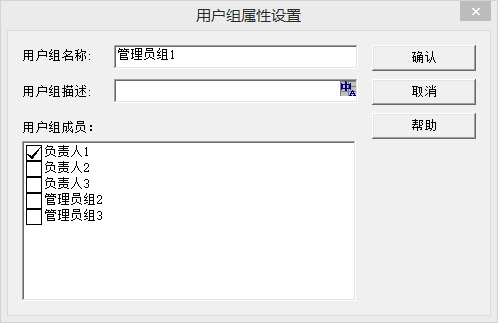 用户组属性设置
用户组名称: 管理员组1 确认
用户组描述: 中A 取消
用户组成员: 帮助
负责人1
负责人2
负责人3
管理员组2
管理员组3